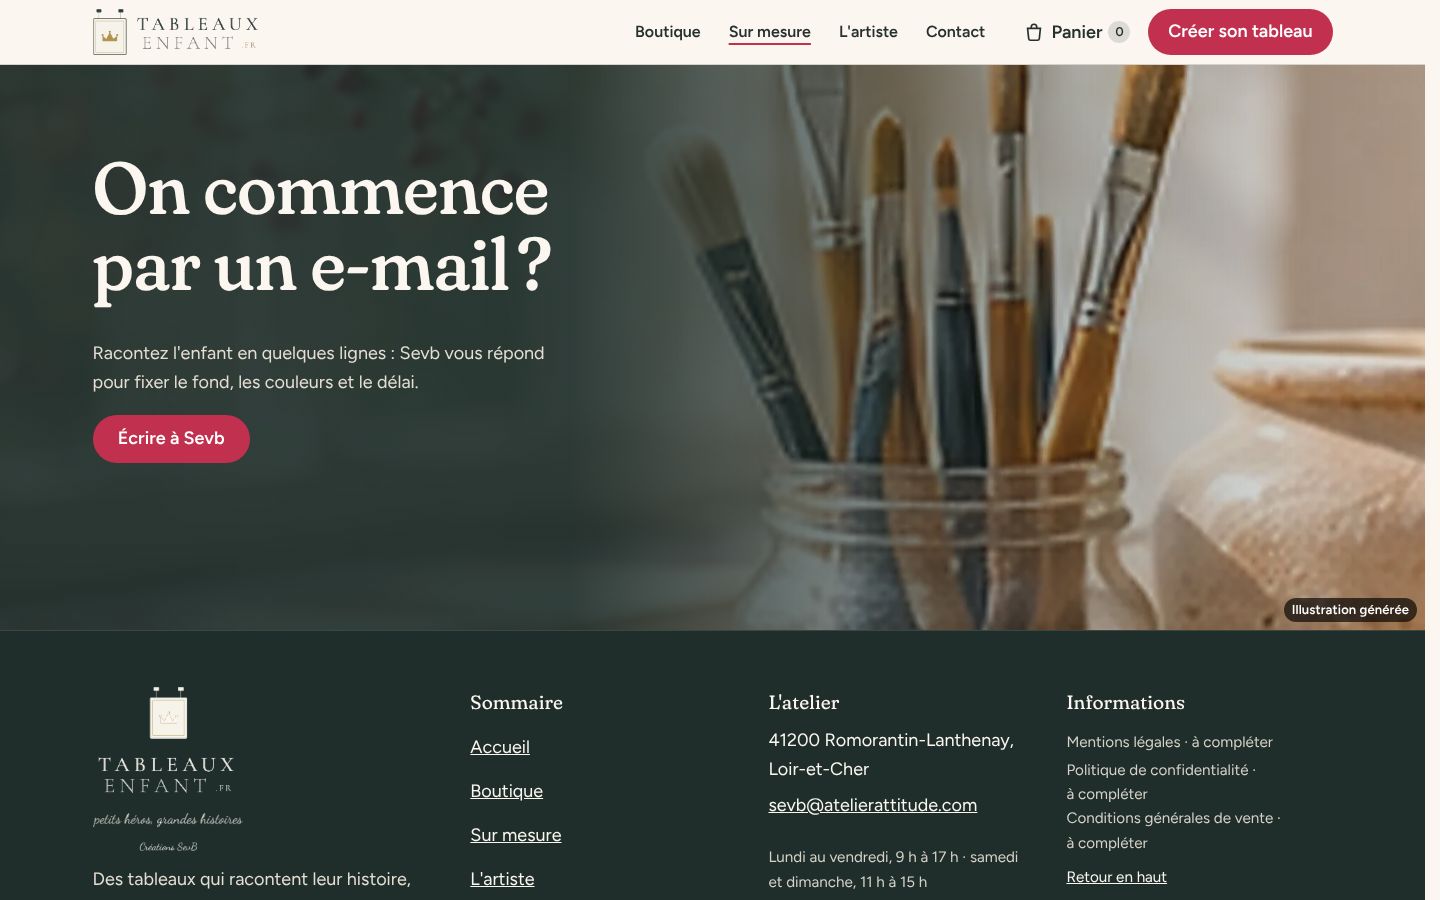 TABLEAUX
ENFANT .FR
Boutique
Sur mesure
L'artiste
Contact
Panier 0
Créer son tableau
On commence
par un e-mail ?
Racontez l'enfant en quelques lignes : Sevb vous répond
pour fixer le fond, les couleurs et le délai.
Écrire à Sevb
Illustration générée
TABLEAUX
ENFANT .FR
petits héros, grandes histoires
Créations SevB
Des tableaux qui racontent leur histoire,
Sommaire
Accueil
Boutique
Sur mesure
L'artiste
L'atelier
41200 Romorantin-Lanthenay,
Loir-et-Cher
sevb@atelierattitude.com
Lundi au vendredi, 9 h à 17 h · samedi
et dimanche, 11 h à 15 h
Informations
Mentions légales · à compléter
Politique de confidentialité ·
à compléter
Conditions générales de vente ·
à compléter
Retour en haut